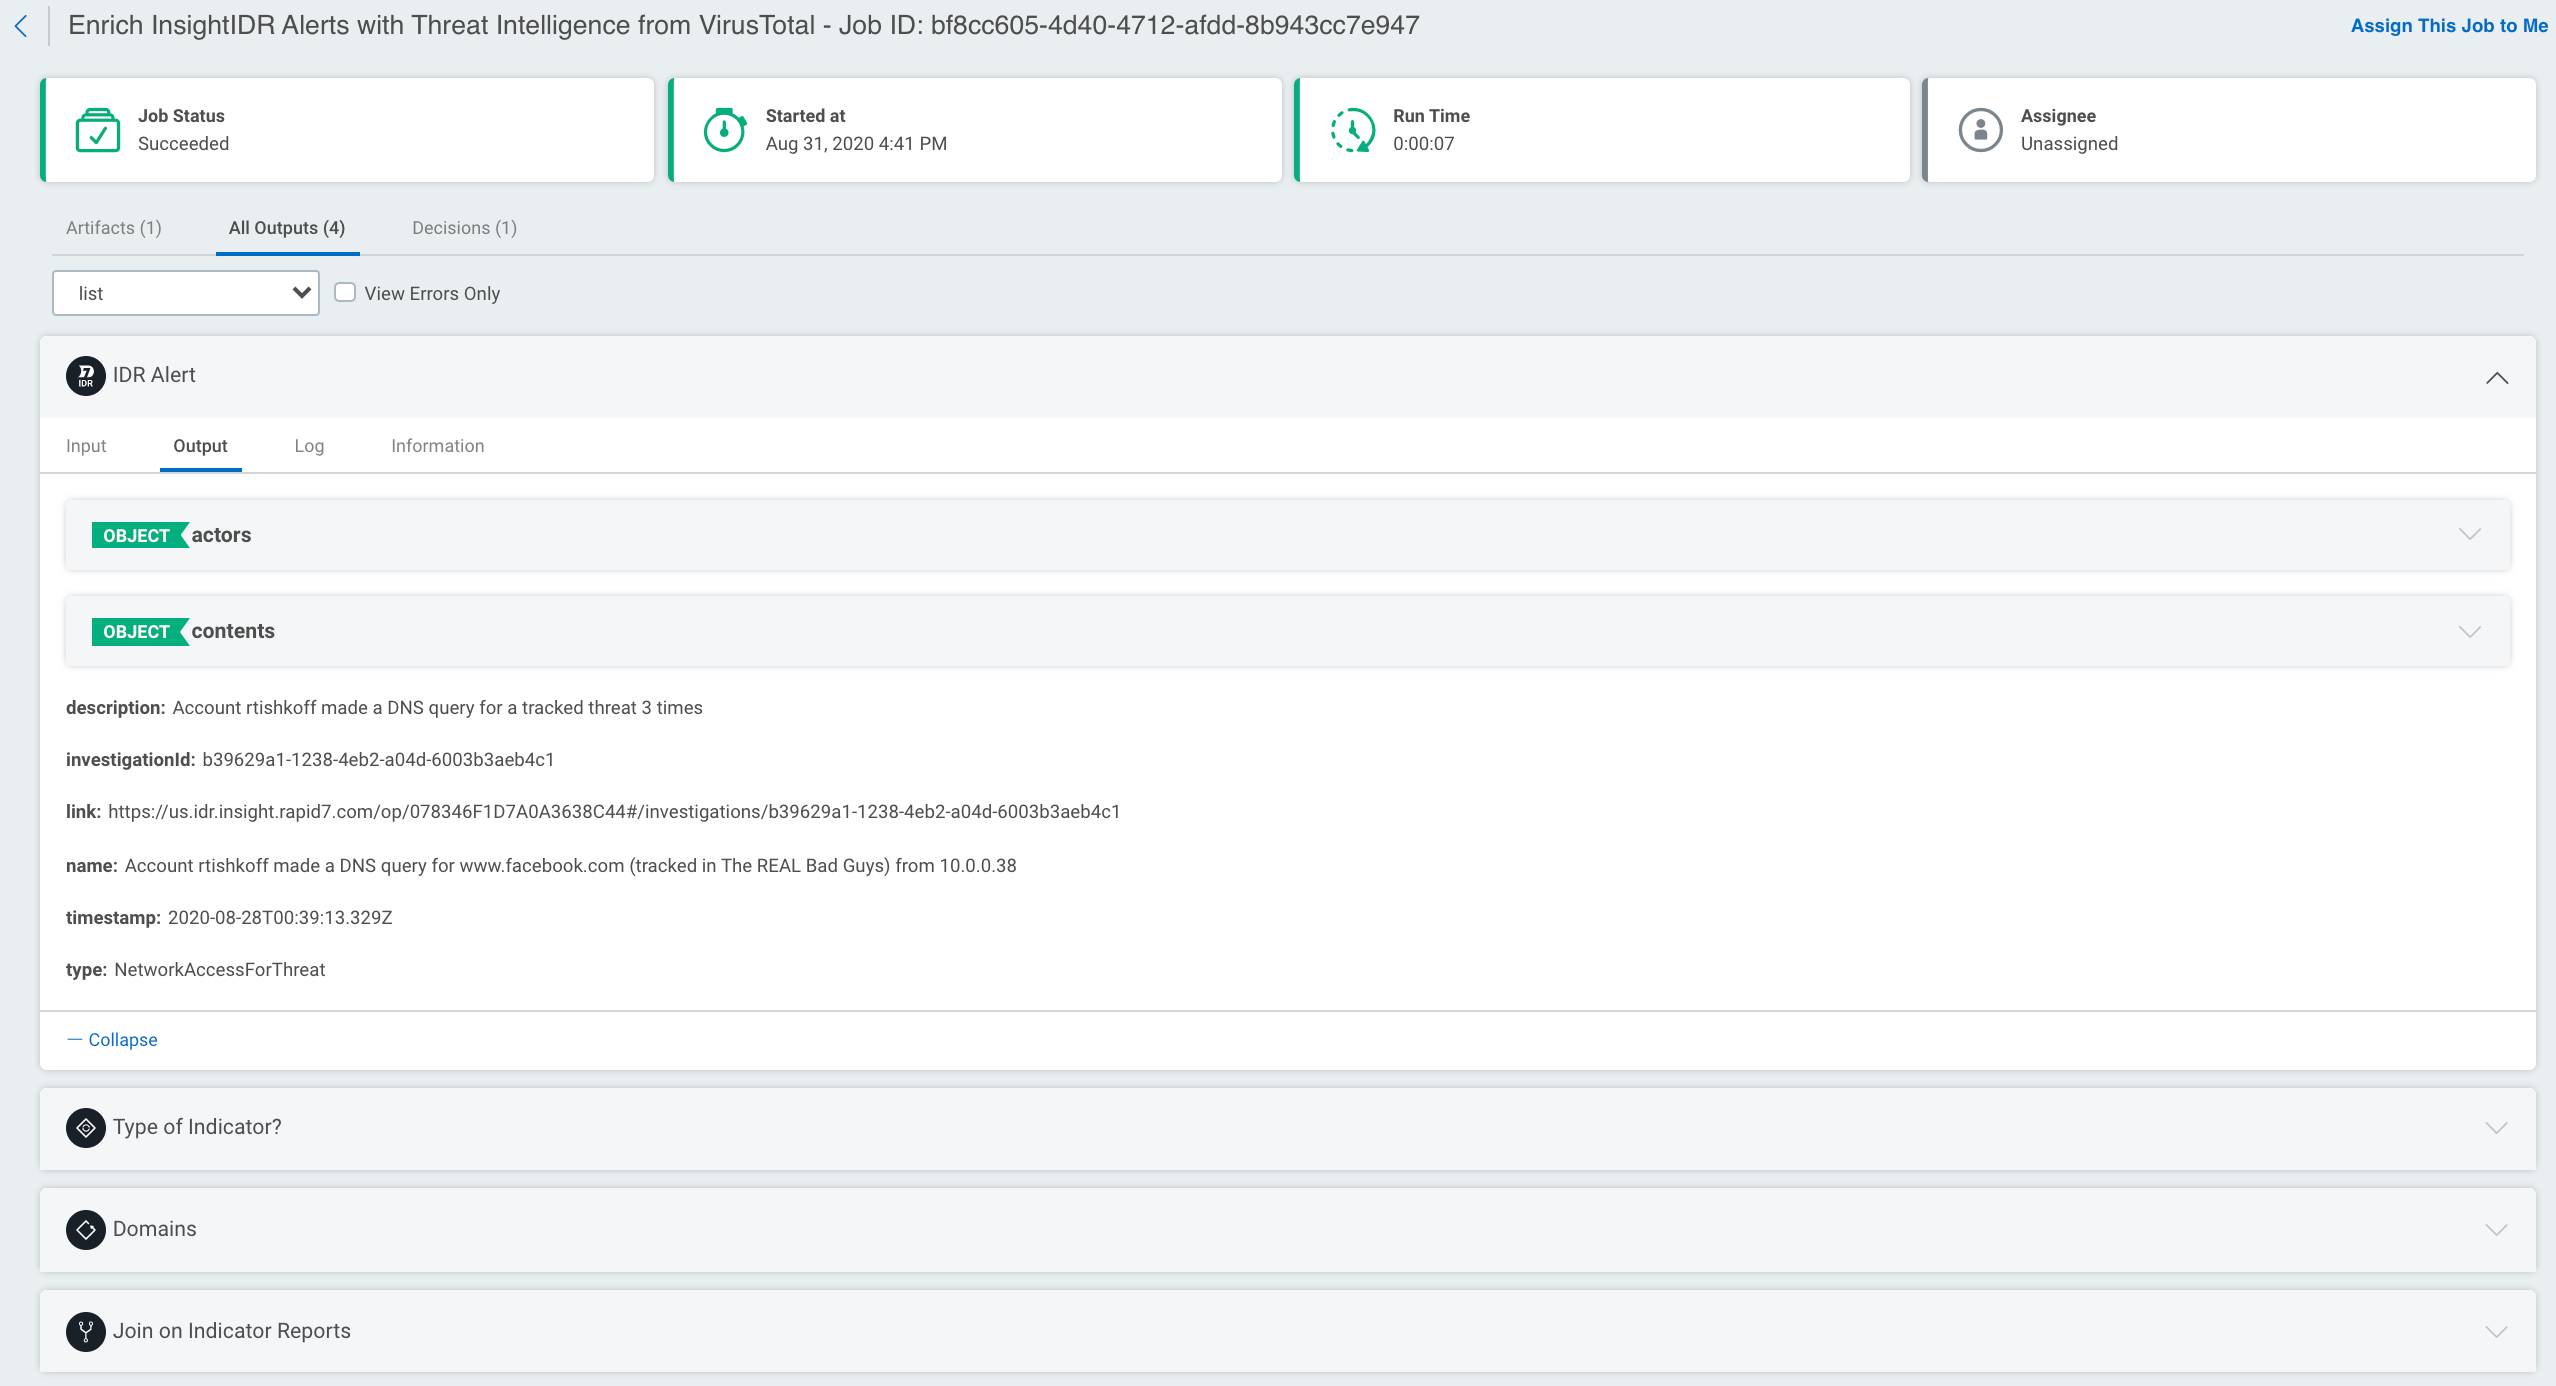 Enrich InsightIDR Alerts with Threat Intelligence from VirusTotal - Job ID: bf8cc605-4d40-4712-afdd-8b943cc7e947
Assign This Job to Me
Job Status
Succeeded
Started at
Aug 31, 2020 4:41 PM
Run Time
0:00:07
Assignee
Unassigned
Artifacts (1)
All Outputs (4)
Decisions (1)
list
View Errors Only
IDR
IDR Alert
Input
Output
Log
Information
OBJECT actors
OBJECT contents
description: Account rtishkoff made a DNS query for a tracked threat 3 times
investigationId: b39629a1-1238-4eb2-a04d-6003b3aeb4c1
link: https://us.idr.insight.rapid7.com/op/078346F1D7A0A3638C44#/investigations/b39629a1-1238-4eb2-a04d-6003b3aeb4c1
name: Account rtishkoff made a DNS query for www.facebook.com (tracked in The REAL Bad Guys) from 10.0.0.38
timestamp: 2020-08-28T00:39:13.329Z
type: NetworkAccessForThreat
— Collapse
Type of Indicator?
Domains
Join on Indicator Reports